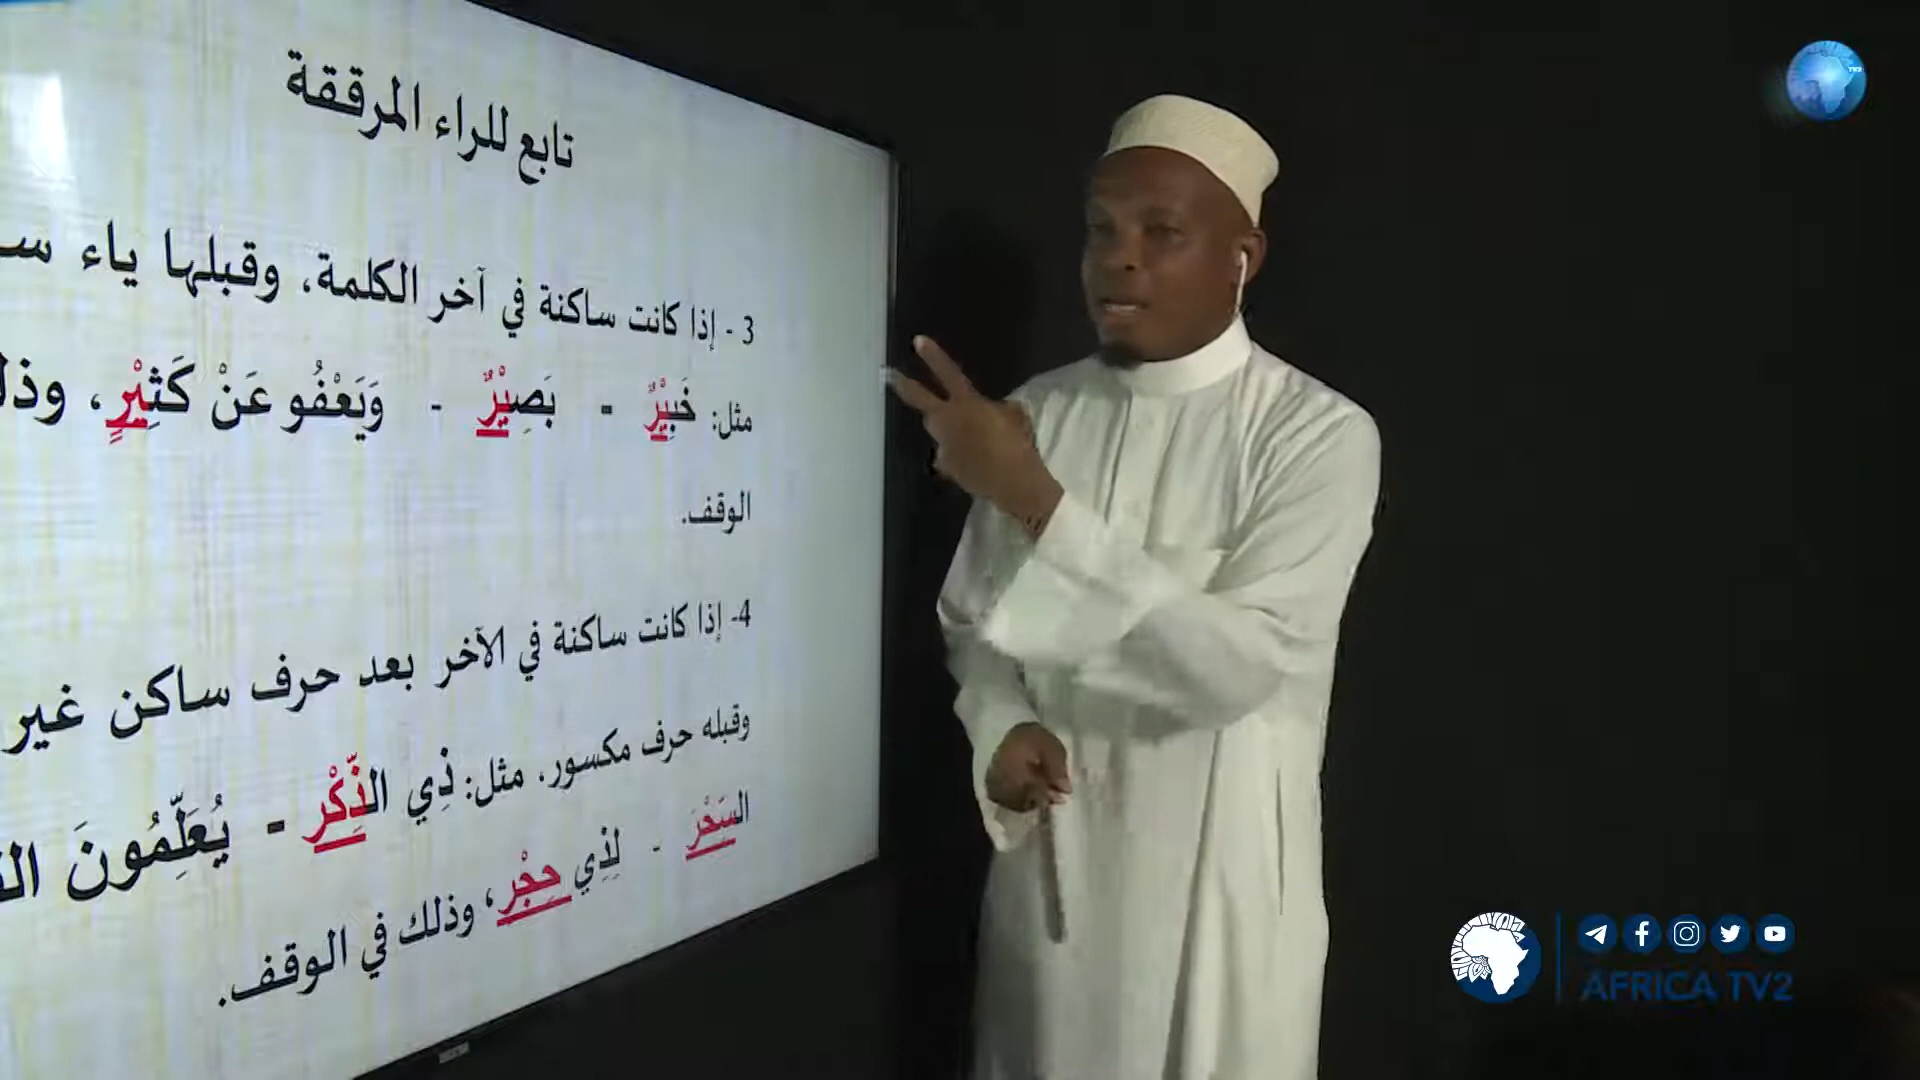 تابع للراء المرققة
3 - إذا كانت ساكنة في آخر الكلمة، وقبلها ياء
مثل: خَبِيْرٌ - بَصِيْرٌ - وَيَعْفُو عَنْ كَثِيْرٍ،
الوقف.
4- إذا كانت ساكنة في الآخر بعد حرف ساكن غير
وقبله حرف مكسور، مثل: ذِي الذِّكْرِ - يُعَلِّمُونَ
السَحْرَ - لِذِي حِجْرٍ، وذلك في الوقف.
TV2
AFRICA TV2